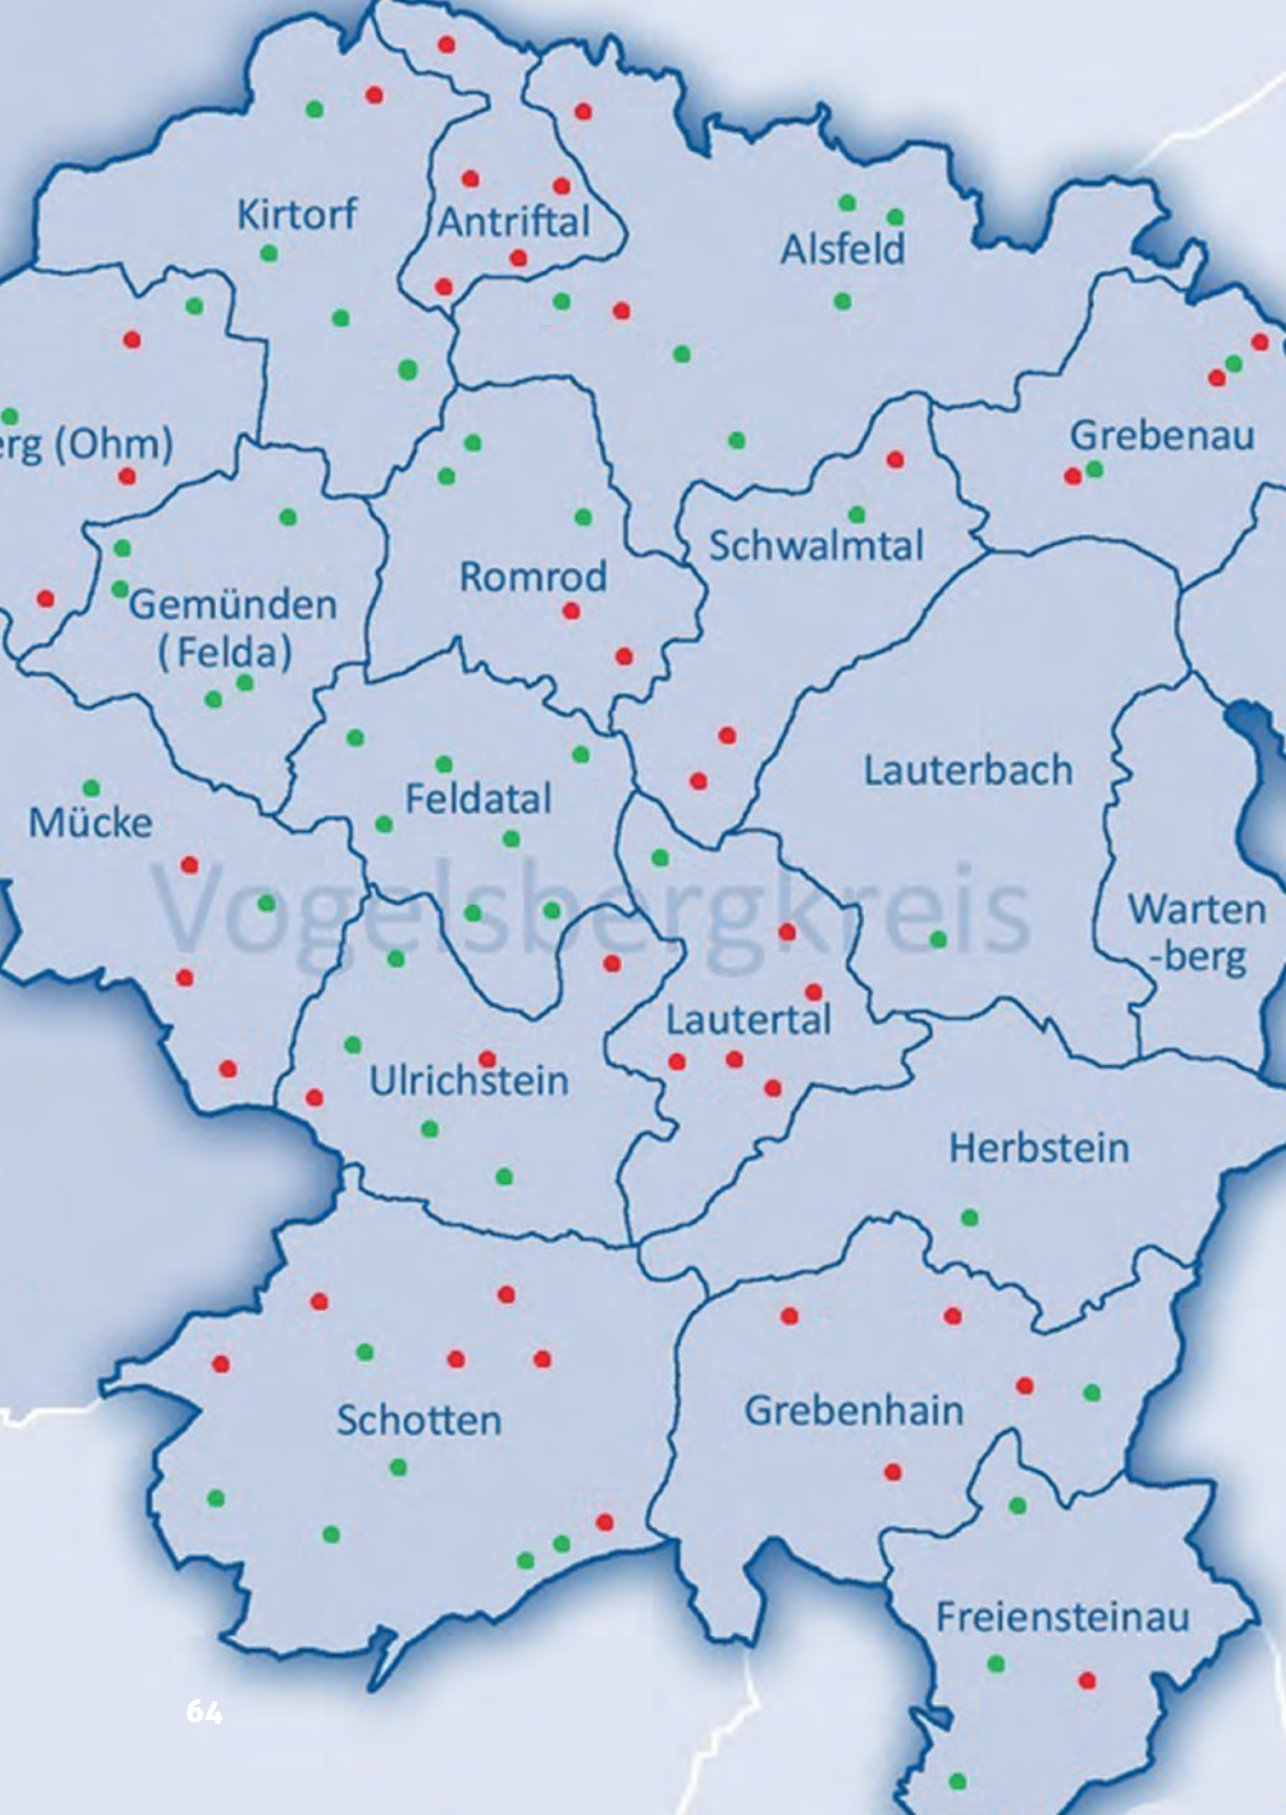 Kirtorf
Antriftal
Alsfeld
erg (Ohm)
Grebenau
Schwalmtal
Romrod
Gemünden
(Felda)
Lauterbach
Feldatal
Mücke
Vogelsbergkreis
Warten
-berg
Lautertal
Ulrichstein
Herbstein
Grebenhain
Schotten
Freiensteinau
64